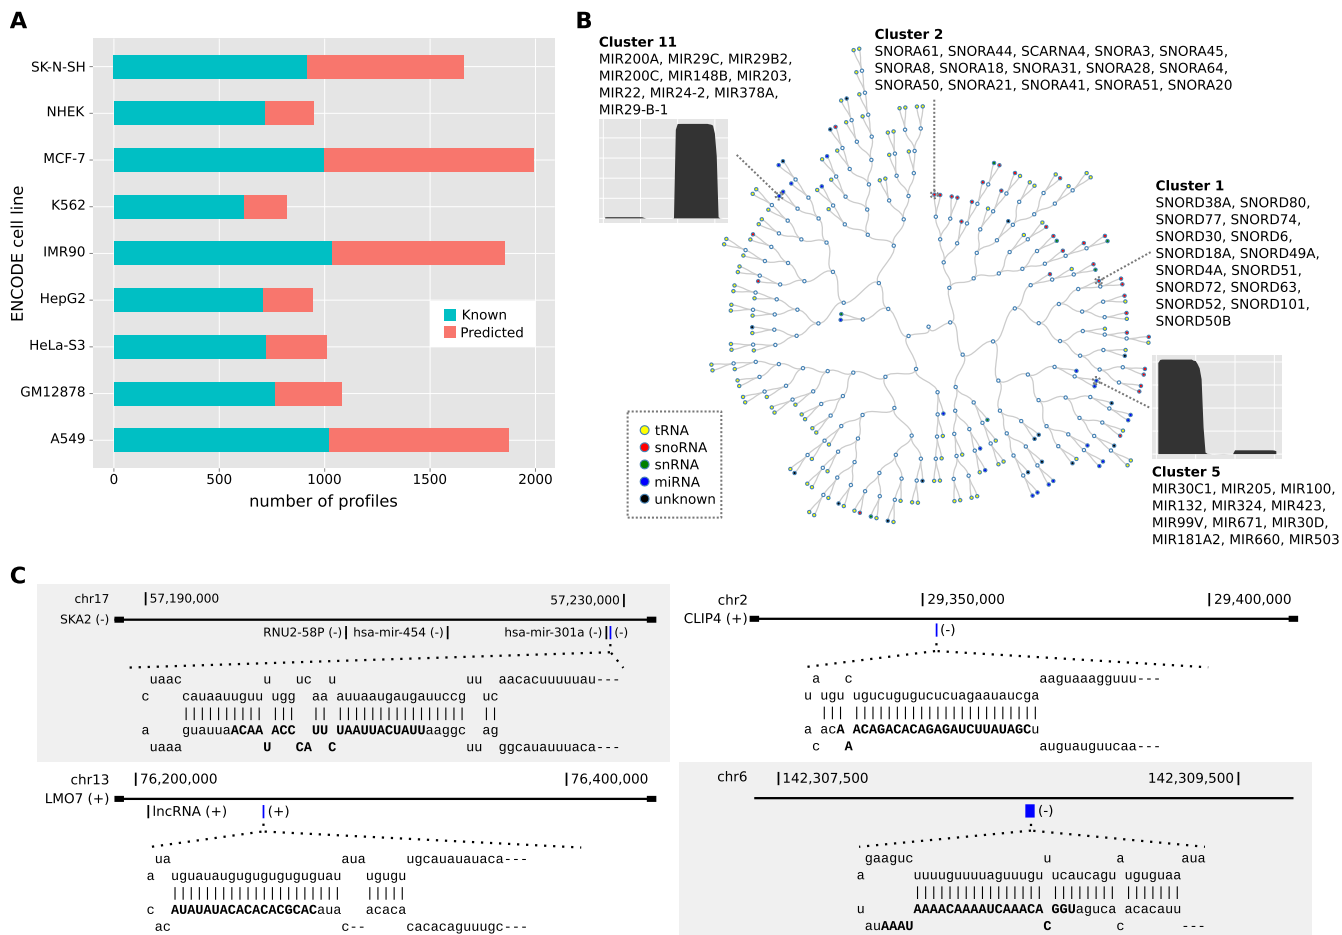 A
SK-N-SH
NHEK
MCF-7
K562
IMR90
HepG2
HeLa-S3
GM12878
A549
ENCODE cell line
0
500
1000
1500
2000
number of profiles
Known
Predicted
B
Cluster 11
MIR200A, MIR29C, MIR29B2,
MIR200C, MIR148B, MIR203,
MIR22, MIR24-2, MIR378A,
MIR29-B-1
Cluster 2
SNORA61, SNORA44, SCARNA4, SNORA3, SNORA45,
SNORA8, SNORA18, SNORA31, SNORA28, SNORA64,
SNORA50, SNORA21, SNORA41, SNORA51, SNORA20
Cluster 1
SNORD38A, SNORD80,
SNORD77, SNORD74,
SNORD30, SNORD6,
SNORD18A, SNORD49A,
SNORD4A, SNORD51,
SNORD72, SNORD63,
SNORD52, SNORD101,
SNORD50B
tRNA
snoRNA
snRNA
miRNA
unknown
Cluster 5
MIR30C1, MIR205, MIR100,
MIR132, MIR324, MIR423,
MIR99V, MIR671, MIR30D,
MIR181A2, MIR660, MIR503
C
chr17 57,190,000 57,230,000
SKA2 (-)
RNU2-58P (-) hsa-mir-454 (-) hsa-mir-301a (-) (-)
uaac u uc u uu aacacuuuuuau---
c cauaauuguu ugg aa auuaaugaugauuccg uc
a guauuaACAA ACC UU UAAUUACUAUUaaggc ag
uaaa U CA C uu ggcauauuuaca---
chr2 29,350,000 29,400,000
CLIP4 (+)
(-)
a c aaguaaagguuu---
u ugu ugucugugucucuagaauaucga
a acA ACAGACACAGAGAUCUUAUAGCu
c A auguauguucaa---
chr13 76,200,000 76,400,000
LMO7 (+)
lncRNA (+) (+)
ua aua ugcauauauaca---
a uguauauguguguguguguau ugugu
c AUAUAUACACACACGCACaua acaca
ac c-- cacacaguuugc---
chr6 142,307,500 142,309,500
(-)
gaaguc u a aua
a uuuuguuuuaguuugu ucaucagu uguguaa
u AAAACAAAAUCAAACA GGUaguca acacauu
auAAAU C c ---